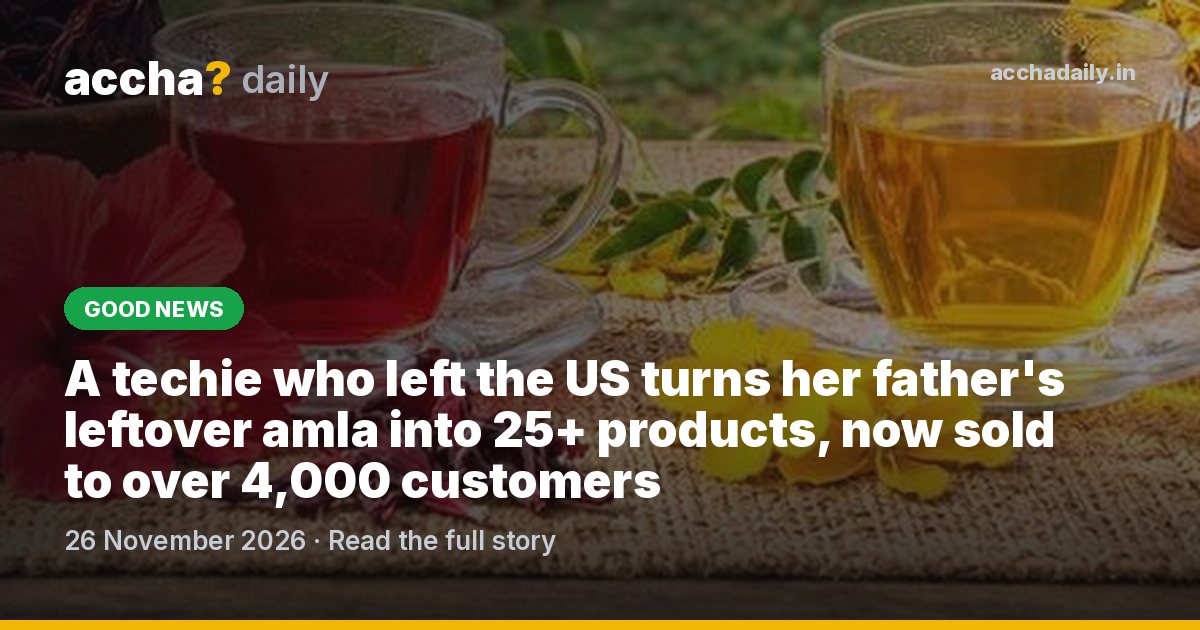 accha? daily
acchadaily.in
GOOD NEWS
A techie who left the US turns her father's
leftover amla into 25+ products, now sold
to over 4,000 customers
26 November 2026 · Read the full story